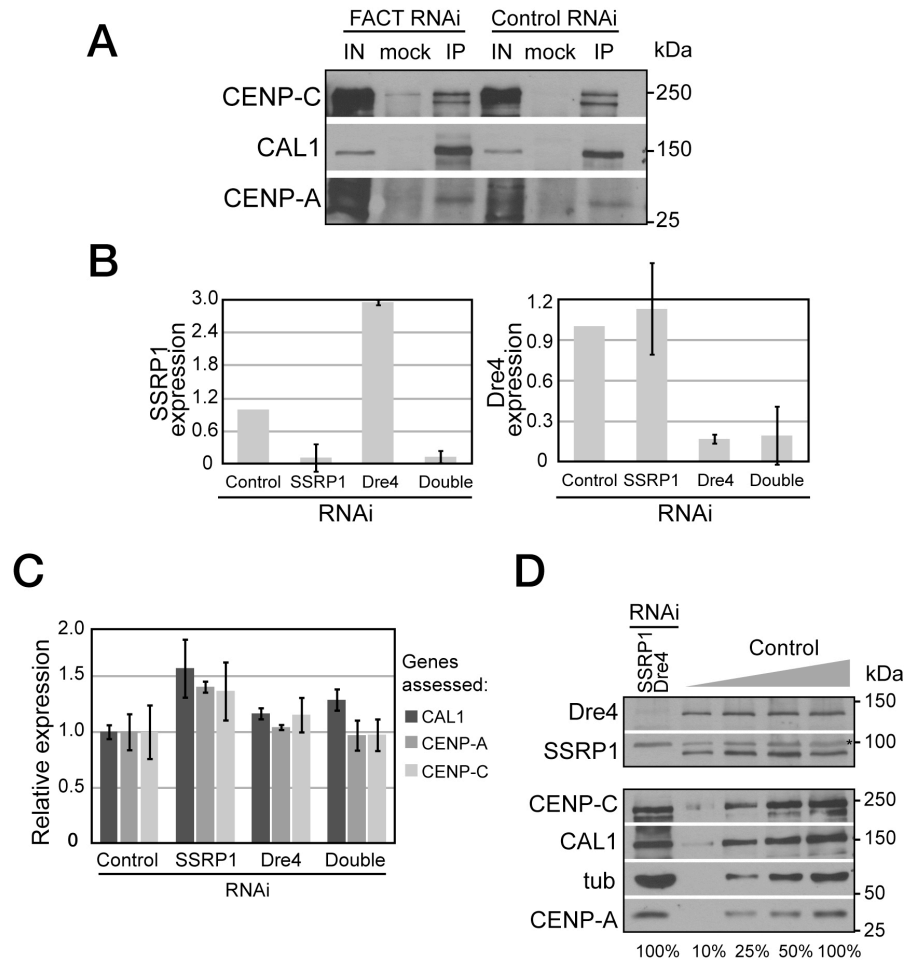 A
FACT RNAi Control RNAi
IN mock IP IN mock IP kDa
CENP-C 250
CAL1 150
CENP-A
25
B
SSRP1 expression
3.0
2.4
1.8
1.2
0.6
0
Control SSRP1 Dre4 Double
RNAi
Dre4 expression
1.2
0.9
0.6
0.3
0
Control SSRP1 Dre4 Double
RNAi
C
Relative expression
2.0
1.5
1.0
0.5
0
Control SSRP1 Dre4 Double
RNAi
Genes
assessed:
CAL1
CENP-A
CENP-C
D
RNAi
SSRP1
Dre4
Control
kDa
Dre4 150
SSRP1 * 100
CENP-C 250
CAL1 150
tub
50
CENP-A
25
100% 10% 25% 50% 100%